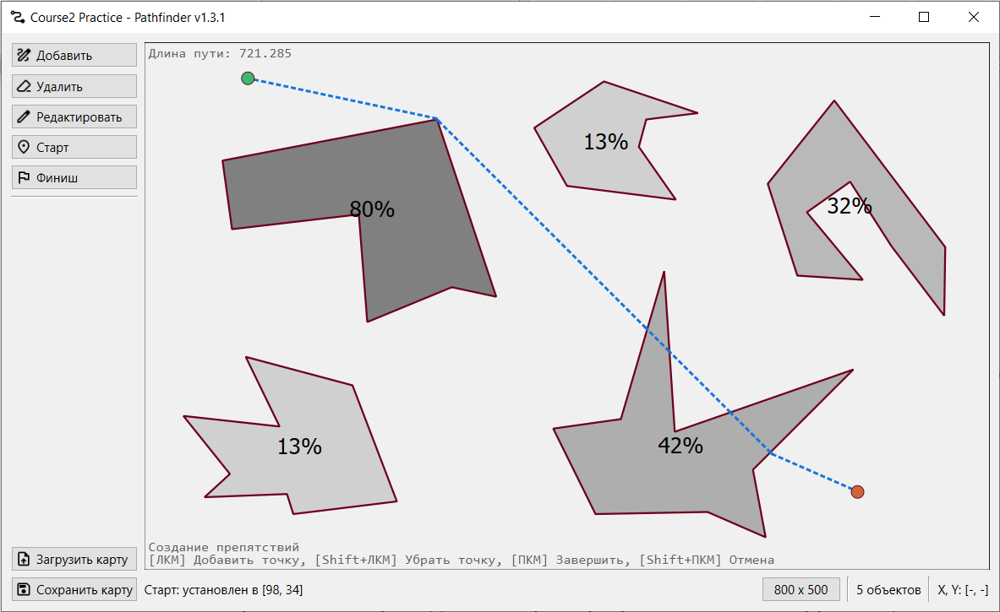 Course2 Practice - Pathfinder v1.3.1
Добавить
Удалить
Редактировать
Старт
Финиш
Длина пути: 721.285
13%
80%
32%
13%
42%
Создание препятствий
[ЛКМ] Добавить точку, [Shift+ЛКМ] Убрать точку, [ПКМ] Завершить, [Shift+ПКМ] Отмена
Загрузить карту
Сохранить карту
Старт: установлен в [98, 34]
800 x 500
5 объектов
X, Y: [-, -]